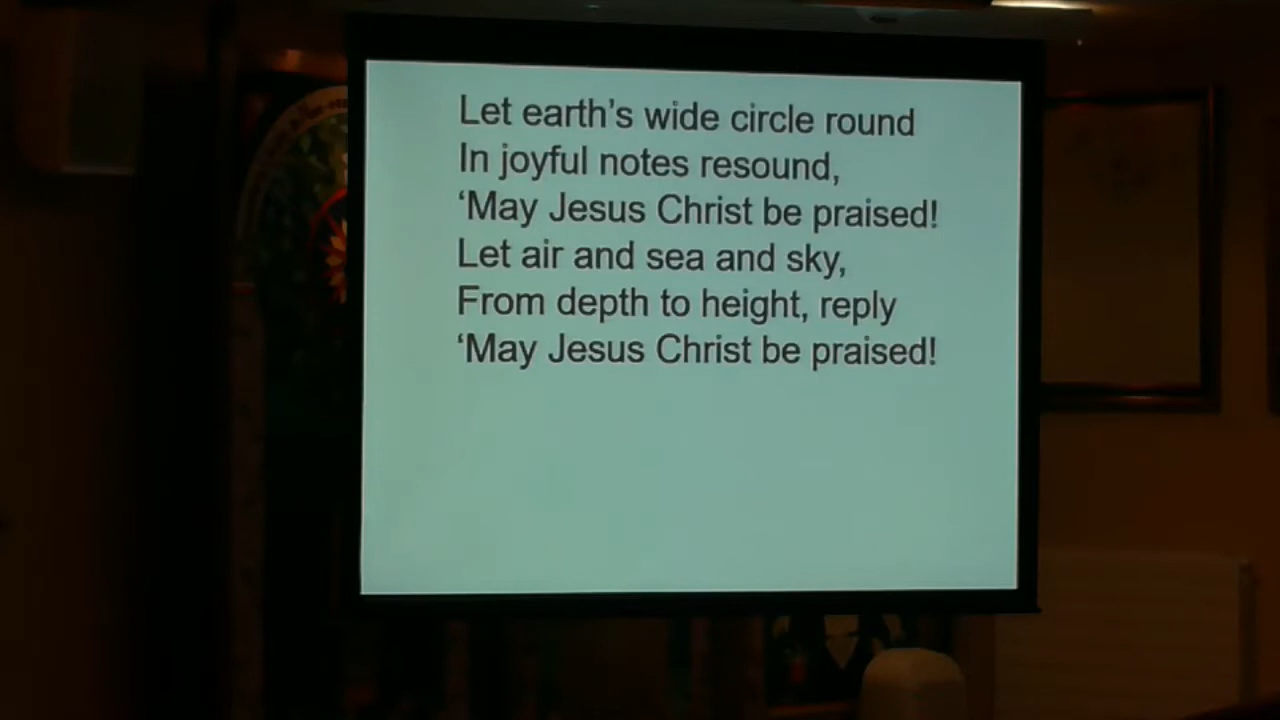 Let earth's wide circle round
In joyful notes resound,
‘May Jesus Christ be praised!
Let air and sea and sky,
From depth to height, reply
‘May Jesus Christ be praised!